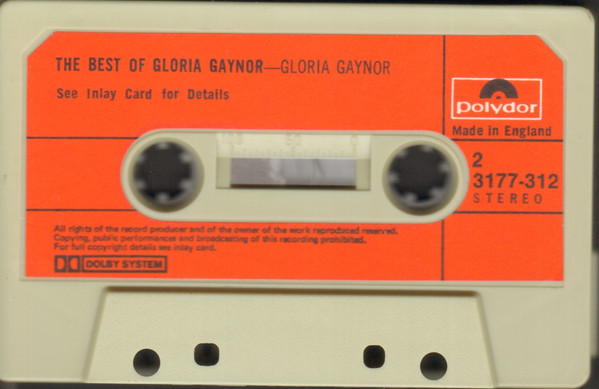 THE BEST OF GLORIA GAYNOR—GLORIA GAYNOR
See Inlay Card for Details
polydor
Made in England
2
3177-312
STEREO
All rights of the record producer and of the owner of the work reproduced reserved.
Copying, public performances and broadcasting of this recording prohibited.
For full copyright details see inlay card.
DOLBY SYSTEM